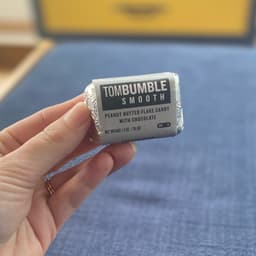 TOMBUMBLE
SMOOTH
PEANUT BUTTER FLAKE CANDY
WITH CHOCOLATE